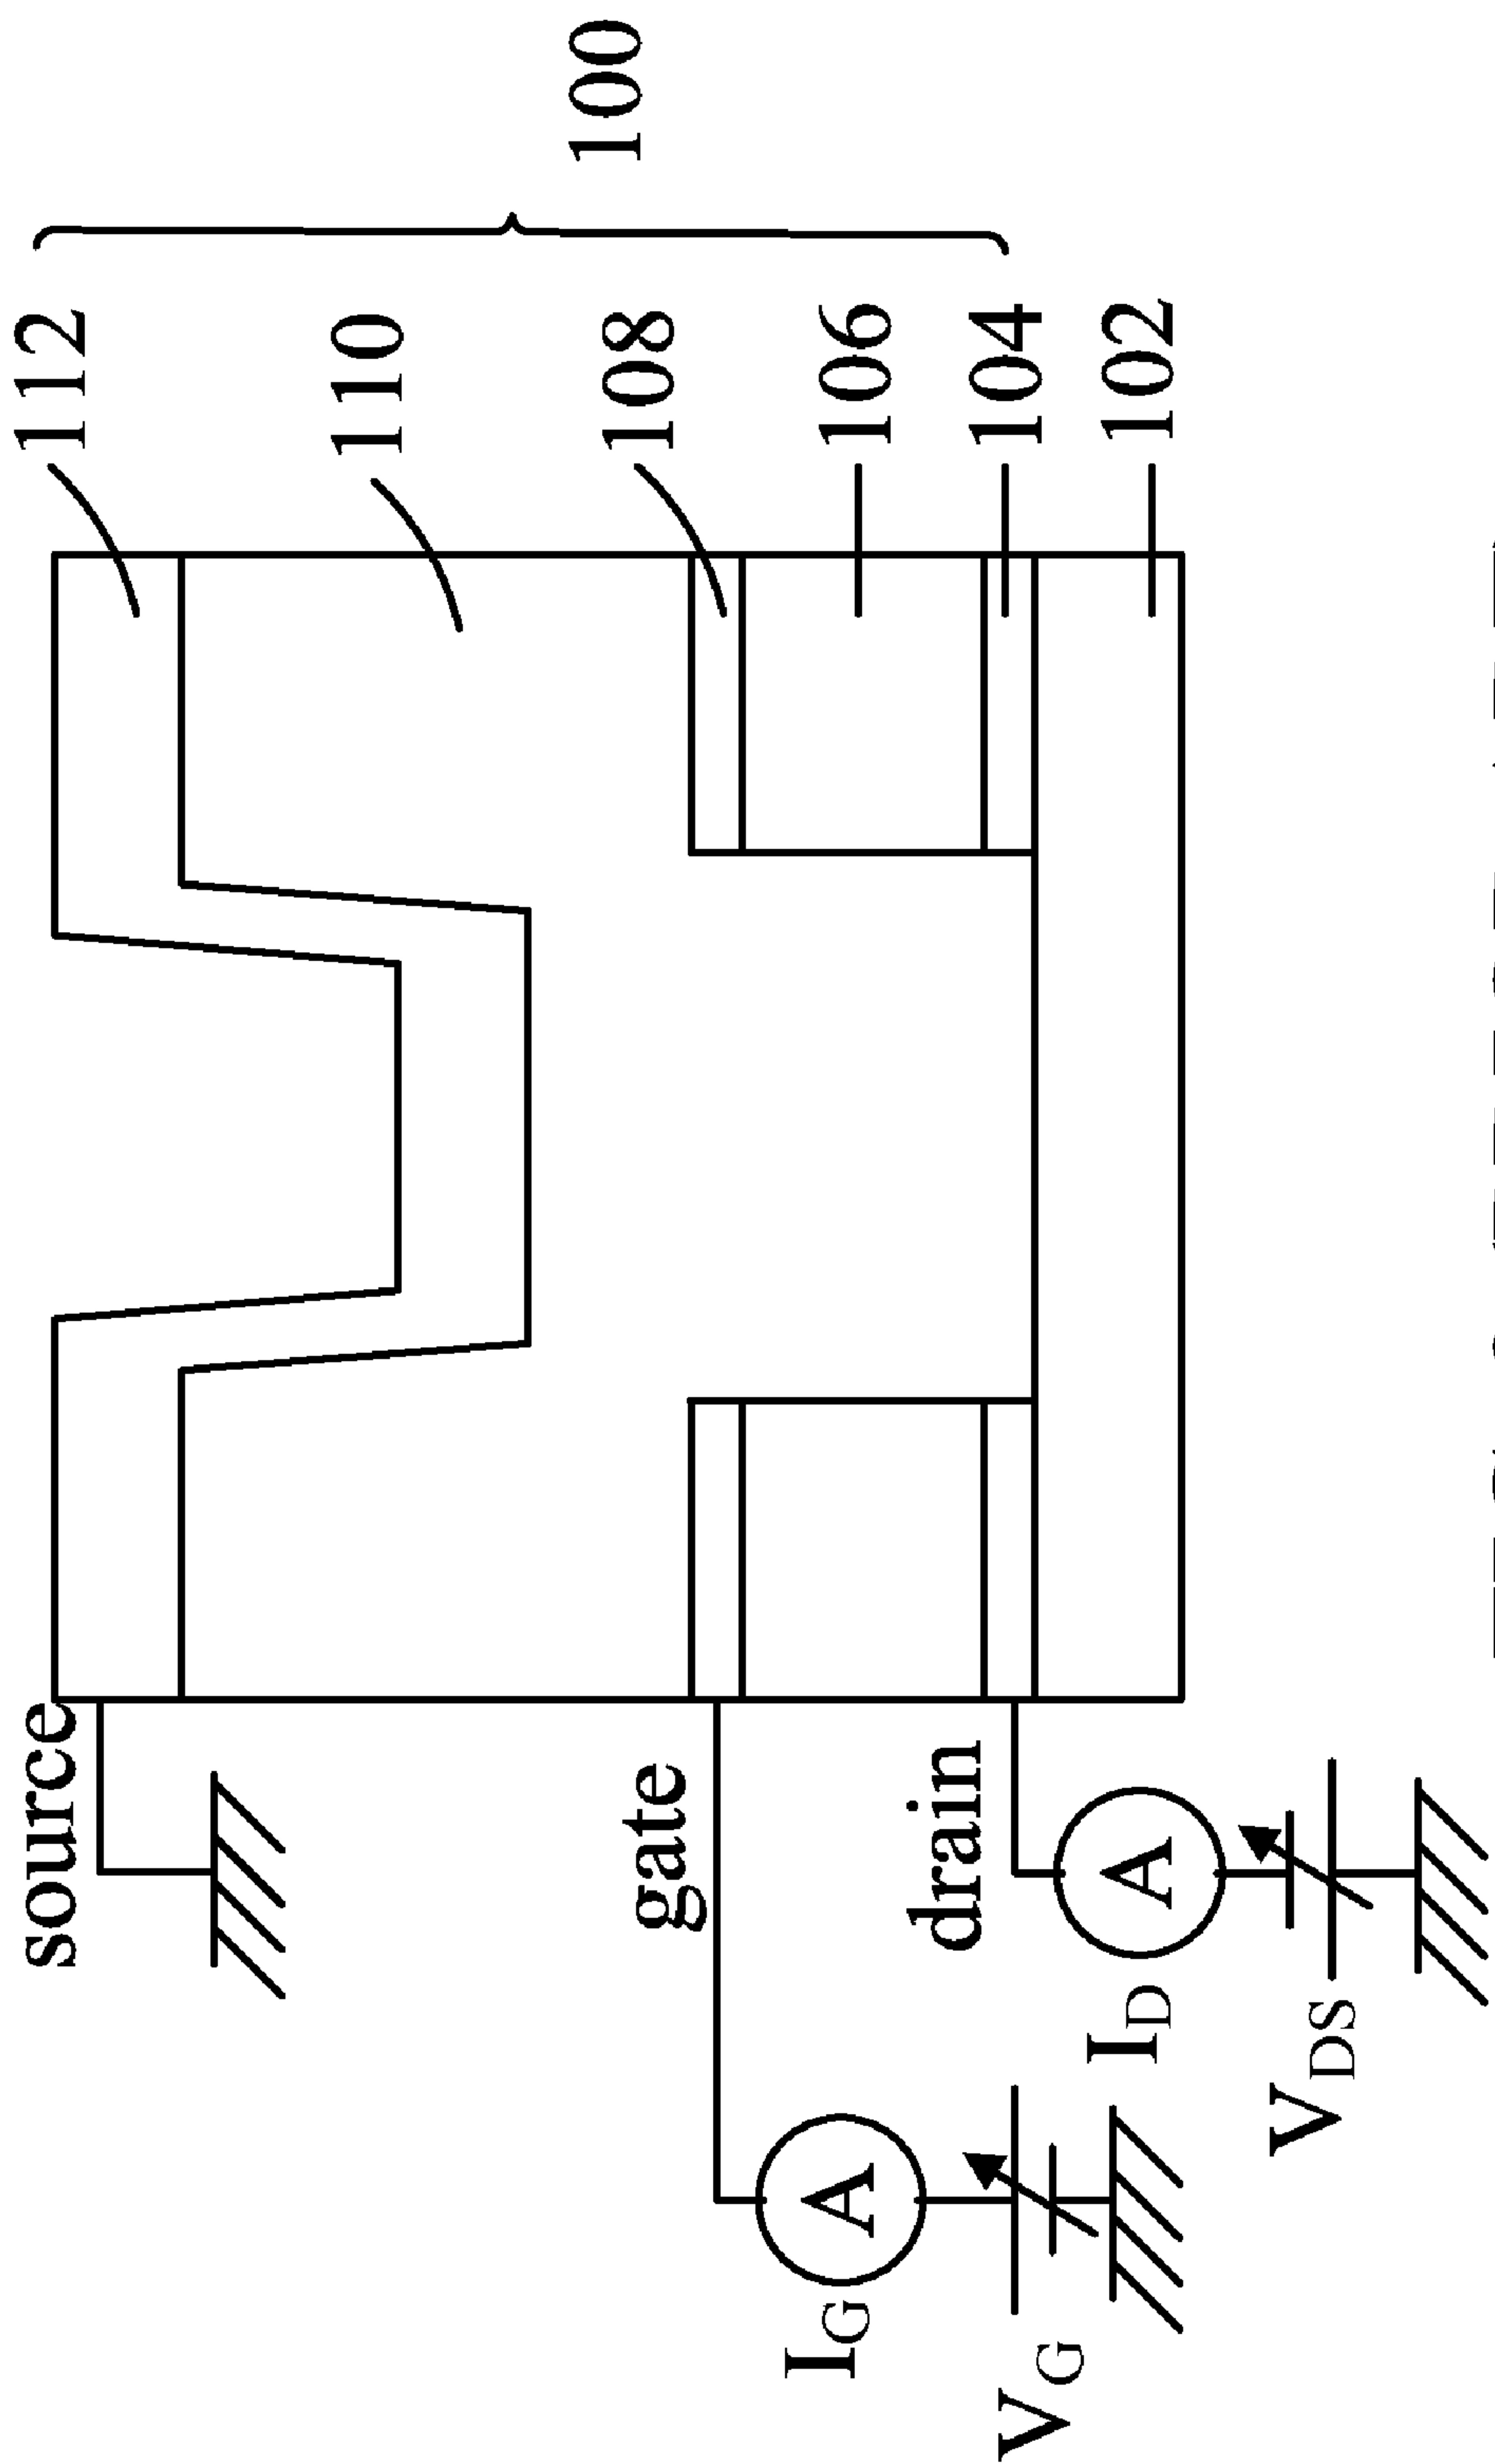 source
112
110
100
108
gate
I_G
A
106
drain
104
V_G
I_D
A
102
V_DS